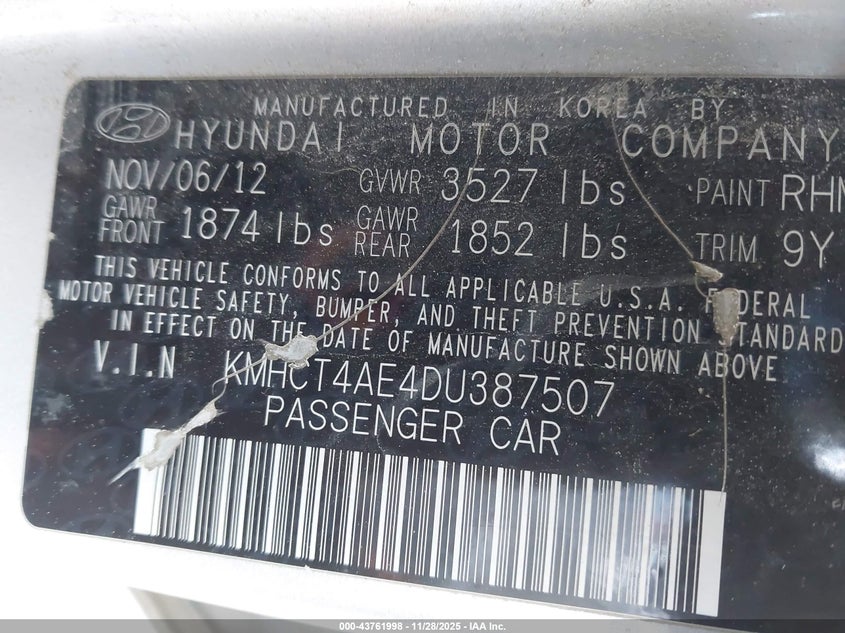 MANUFACTURED IN KOREA BY
HYUNDAI MOTOR COMPANY
NOV/06/12 GVWR 3527 lbs PAINT RHM
GAWR FRONT 1874 lbs GAWR REAR 1852 lbs TRIM 9Y
THIS VEHICLE CONFORMS TO ALL APPLICABLE U.S.A. FEDERAL
MOTOR VEHICLE SAFETY, BUMPER, AND THEFT PREVENTION STANDARD
IN EFFECT ON THE DATE OF MANUFACTURE SHOWN ABOVE
V.I.N KMHCT4AE4DU387507
PASSENGER CAR
000-43761998 - 11/28/2025 - IAA Inc.